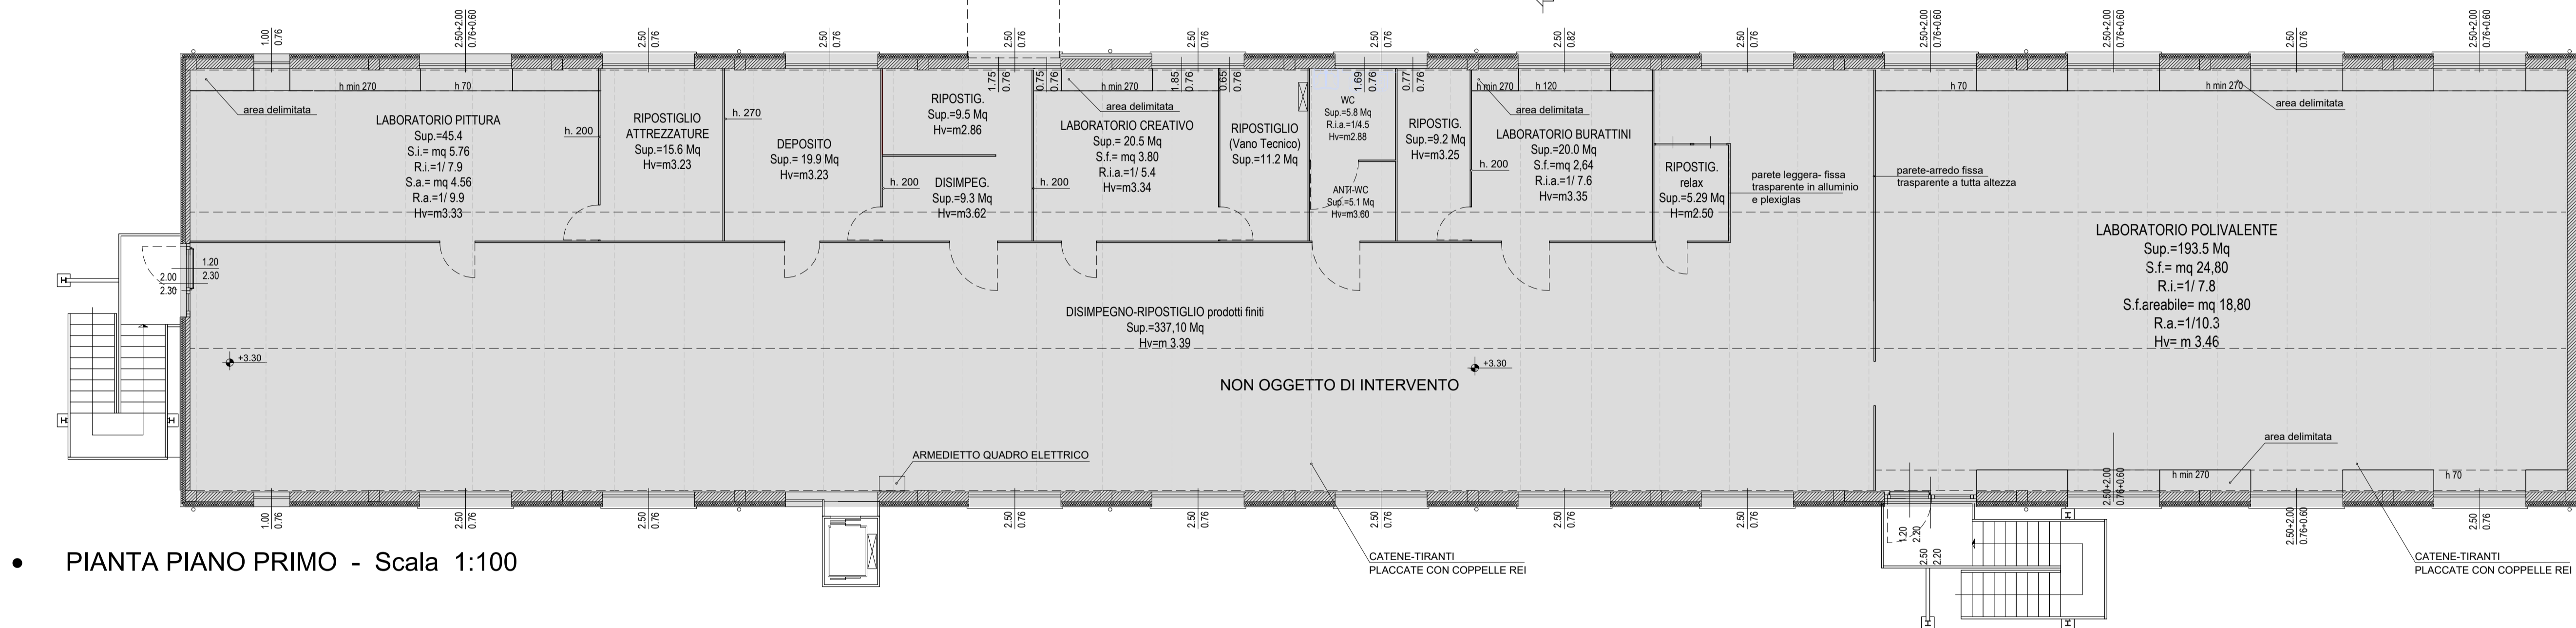 1.00
0.76
2.50+2.00
0.76+0.60
2.50
0.76
2.50
0.76
2.50
0.76
2.50
0.76
2.50
0.76
2.50
0.82
2.50
0.76
2.50+2.00
0.76+0.60
2.50+2.00
0.76+0.60
2.50
0.76
2.50+2.00
0.76+0.60
area delimitata
h min 270
h 70
LABORATORIO PITTURA
Sup.=45.4
S.i.= mq 5.76
R.i.=1/ 7.9
S.a.= mq 4.56
R.a.=1/ 9.9
Hv=m3.33
h. 200
RIPOSTIGLIO
ATTREZZATURE
Sup.=15.6 Mq
Hv=m3.23
h. 270
DEPOSITO
Sup.= 19.9 Mq
Hv=m3.23
1.75
0.76
RIPOSTIG.
Sup.=9.5 Mq
Hv=m2.86
h. 200
DISIMPEG.
Sup.=9.3 Mq
Hv=m3.62
0.75
0.76
h min 270
area delimitata
1.85
0.76
LABORATORIO CREATIVO
Sup.= 20.5 Mq
S.f.= mq 3.80
R.i.a.=1/ 5.4
Hv=m3.34
h. 200
0.65
0.76
RIPOSTIGLIO
(Vano Tecnico)
Sup.=11.2 Mq
1.69
0.76
WC
Sup.=5.8 Mq
R.i.a.=1/4.5
Hv=m2.88
ANTI-WC
Sup.=5.1 Mq
Hv=m3.60
0.77
0.76
RIPOSTIG.
Sup.=9.2 Mq
Hv=m3.25
h min 270
h 120
area delimitata
LABORATORIO BURATTINI
Sup.=20.0 Mq
S.f.=mq 2,64
R.i.a.=1/ 7.6
Hv=m3.35
h. 200
RIPOSTIG.
relax
Sup.=5.29 Mq
H=m2.50
parete leggera- fissa
trasparente in alluminio
e plexiglas
parete-arredo fissa
trasparente a tutta altezza
h 70
h min 270
area delimitata
LABORATORIO POLIVALENTE
Sup.=193.5 Mq
S.f.= mq 24,80
R.i.=1/ 7.8
S.f.areabile= mq 18,80
R.a.=1/10.3
Hv= m 3.46
1.20
2.30
2.00
2.30
DISIMPEGNO-RIPOSTIGLIO prodotti finiti
Sup.=337,10 Mq
Hv=m 3.39
+3.30
+3.30
NON OGGETTO DI INTERVENTO
ARMEDIETTO QUADRO ELETTRICO
area delimitata
h min 270
h 70
2.50+2.00
0.76+0.60
1.00
0.76
2.50
0.76
2.50
0.76
2.50
0.76
2.50
0.76
2.50
0.76
2.50
0.76
2.50
0.76
1.20
2.20
2.50
2.20
2.50+2.00
0.76+0.60
2.50
0.76
CATENE-TIRANTI
PLACCATE CON COPPELLE REI
CATENE-TIRANTI
PLACCATE CON COPPELLE REI
• PIANTA PIANO PRIMO - Scala 1:100